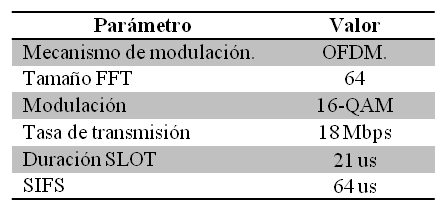 Parámetro Valor
Mecanismo de modulación. OFDM.
Tamaño FFT 64
Modulación 16-QAM
Tasa de transmisión 18 Mbps
Duración SLOT 21 us
SIFS 64 us